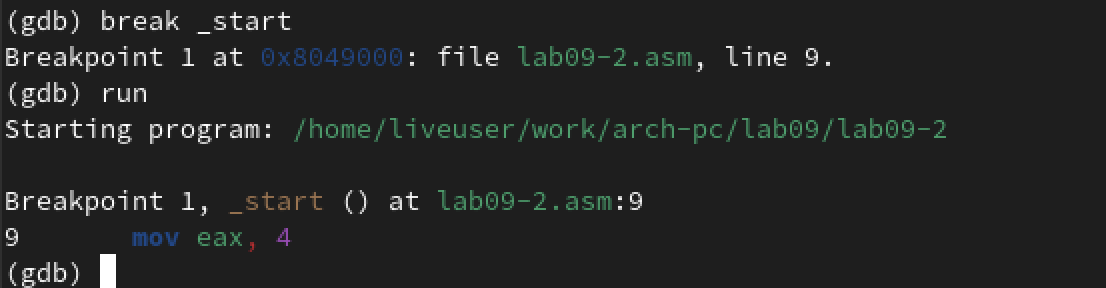 (gdb) break _start
Breakpoint 1 at 0x8049000: file lab09-2.asm, line 9.
(gdb) run
Starting program: /home/liveuser/work/arch-pc/lab09/lab09-2
Breakpoint 1, _start () at lab09-2.asm:9
9       mov eax, 4
(gdb)